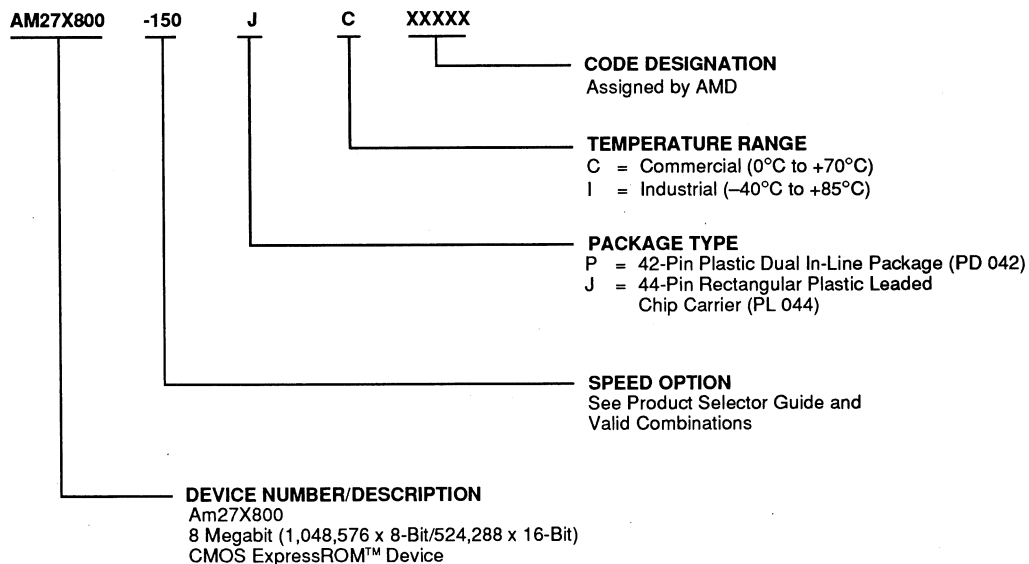 AM27X800 -150 J C XXXXX
CODE DESIGNATION
Assigned by AMD
TEMPERATURE RANGE
C = Commercial (0°C to +70°C)
I = Industrial (–40°C to +85°C)
PACKAGE TYPE
P = 42-Pin Plastic Dual In-Line Package (PD 042)
J = 44-Pin Rectangular Plastic Leaded
Chip Carrier (PL 044)
SPEED OPTION
See Product Selector Guide and
Valid Combinations
DEVICE NUMBER/DESCRIPTION
Am27X800
8 Megabit (1,048,576 x 8-Bit/524,288 x 16-Bit)
CMOS ExpressROM™ Device